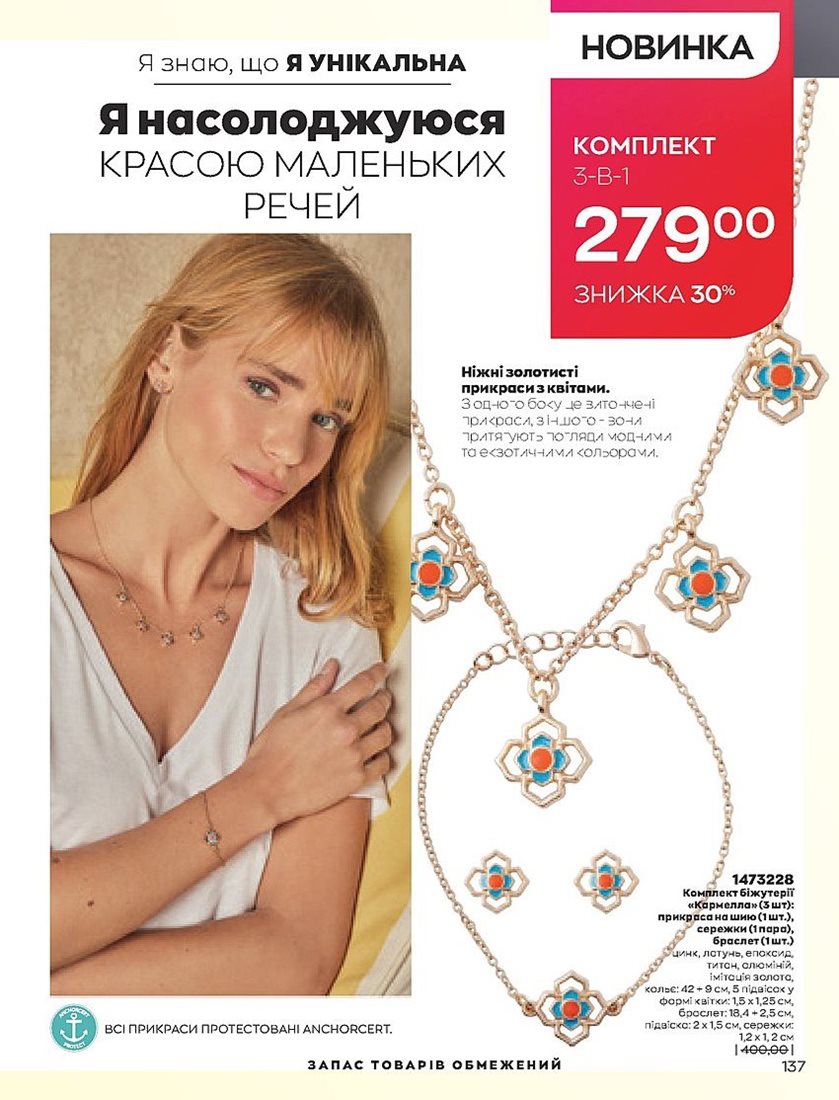 Я знаю, що Я УНІКАЛЬНА
Я насолоджуюся
КРАСОЮ МАЛЕНЬКИХ
РЕЧЕЙ
НОВИНКА
КОМПЛЕКТ
3-В-1
279⁰⁰
ЗНИЖКА 30%
Ніжні золотисті
прикраси з квітами.
З одного боку це витончені
прикраси, з іншого - вони
притягують погляди модними
та екзотичними кольорами.
1473228
Комплект біжутерії
«Кармелла» (3 шт):
прикраса на шию (1 шт.),
сережки (1 пара),
браслет (1 шт.)
цинк, латунь, епоксид,
титан, алюміній,
імітація золота,
кольє: 42 + 9 см, 5 підвісок у
формі квітки: 1,5 х 1,25 см,
браслет: 18,4 + 2,5 см,
підвіска: 2 х 1,5 см, сережки:
1,2 х 1, 2 см
| 400,00 |
ANCHORCERT
PROTECT
ВСІ ПРИКРАСИ ПРОТЕСТОВАНІ ANCHORCERT.
ЗАПАС ТОВАРІВ ОБМЕЖЕНИЙ
137